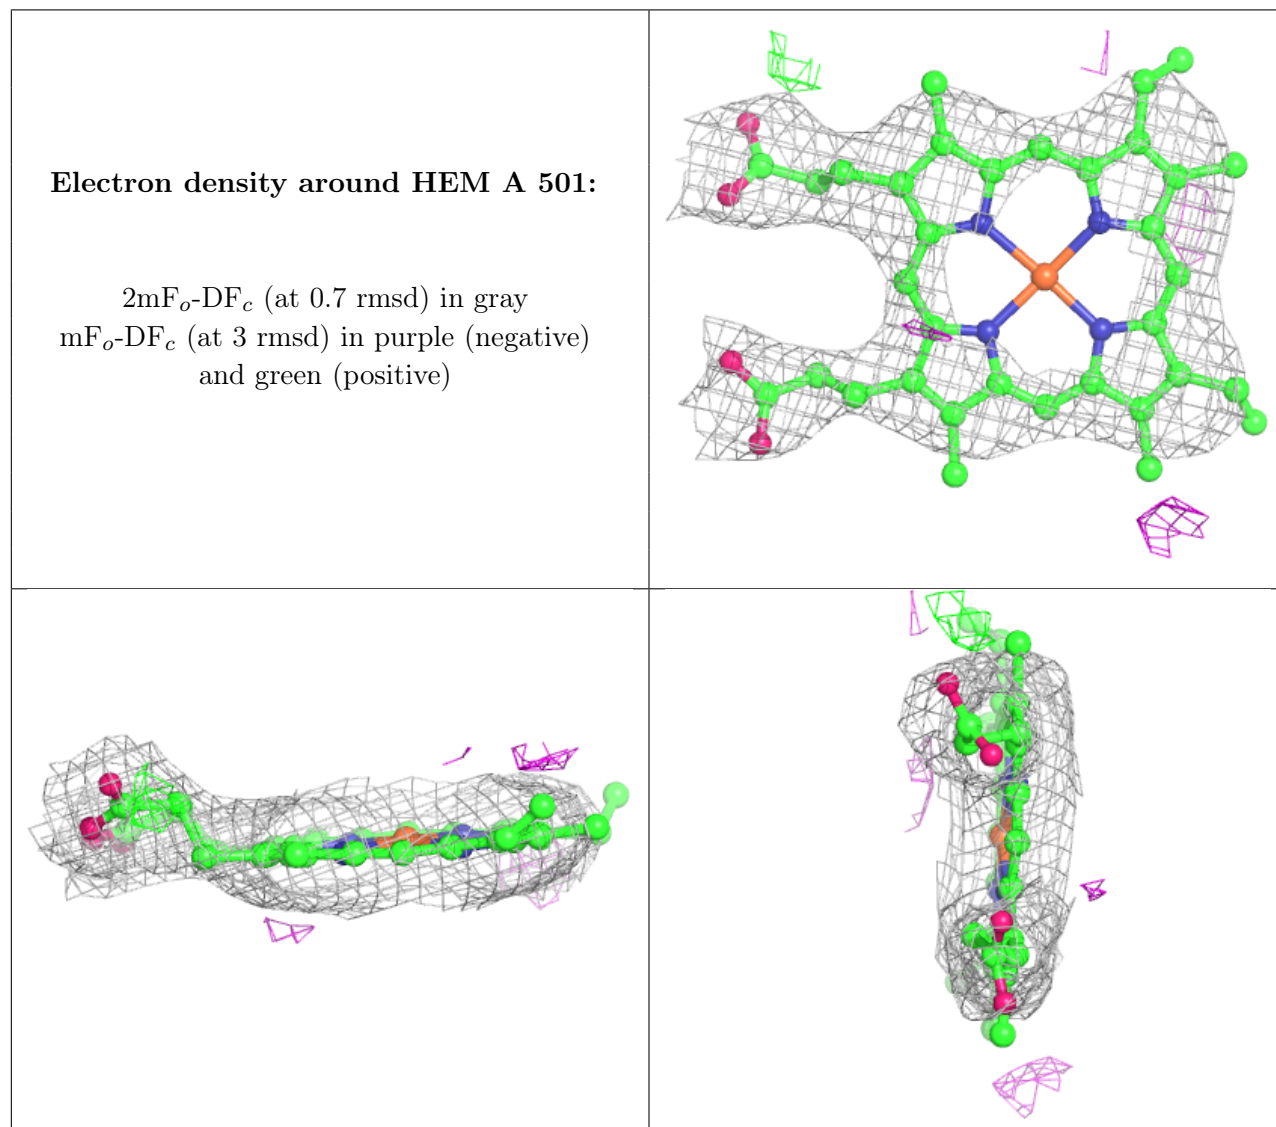 Electron density around HEM A 501:
2mFo-DFc (at 0.7 rmsd) in gray
mFo-DFc (at 3 rmsd) in purple (negative)
and green (positive)